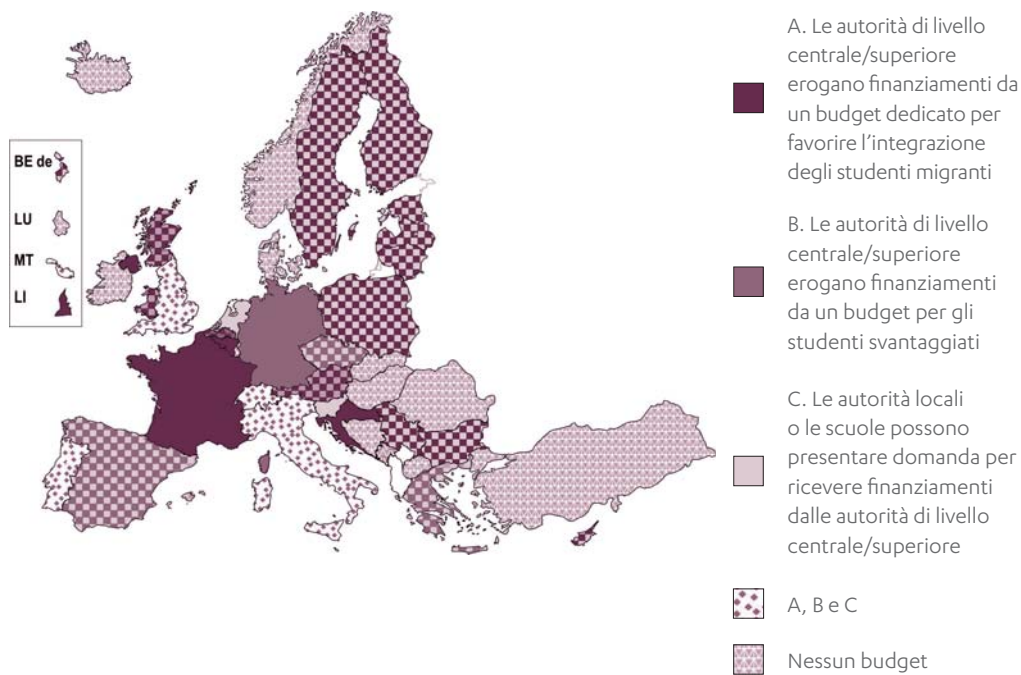 BE de
LU
MT
LI
A. Le autorità di livello
centrale/superiore
erogano finanziamenti da
un budget dedicato per
favorire l'integrazione
degli studenti migranti
B. Le autorità di livello
centrale/superiore
erogano finanziamenti
da un budget per gli
studenti svantaggiati
C. Le autorità locali
o le scuole possono
presentare domanda per
ricevere finanziamenti
dalle autorità di livello
centrale/superiore
A, B e C
Nessun budget